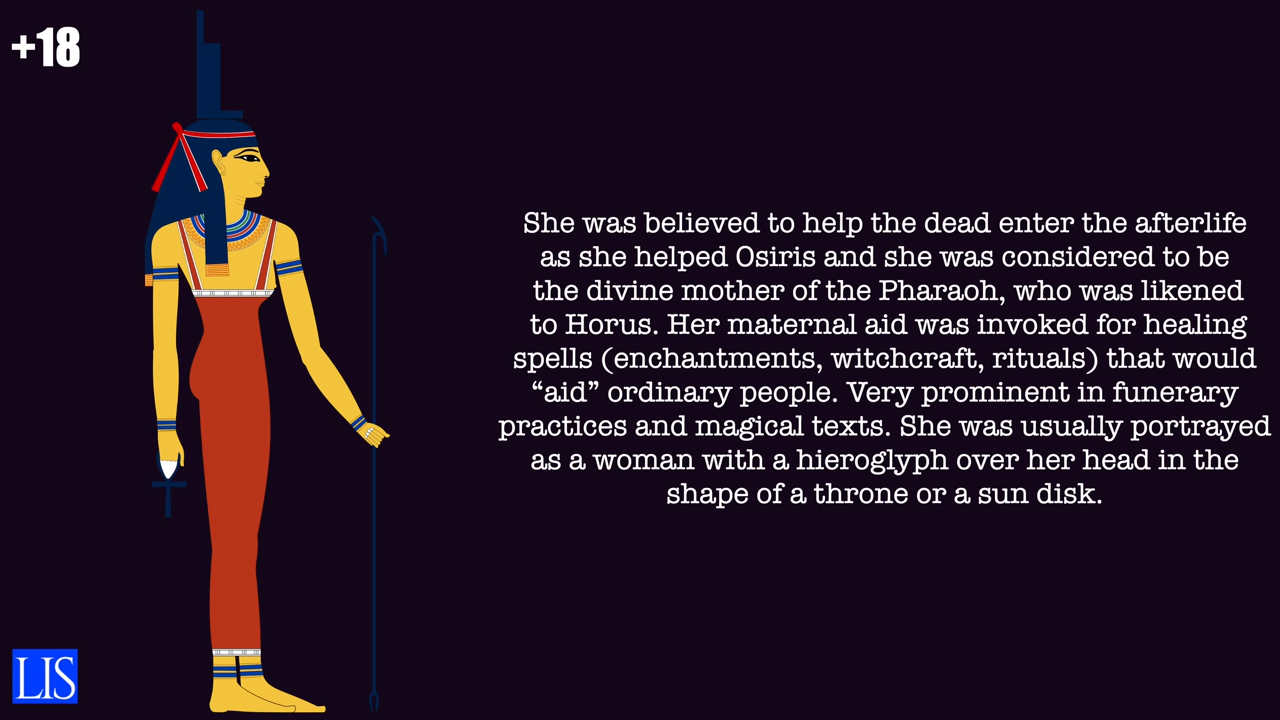 +18
She was believed to help the dead enter the afterlife
as she helped Osiris and she was considered to be
the divine mother of the Pharaoh, who was likened
to Horus. Her maternal aid was invoked for healing
spells (enchantments, witchcraft, rituals) that would
“aid” ordinary people. Very prominent in funerary
practices and magical texts. She was usually portrayed
as a woman with a hieroglyph over her head in the
shape of a throne or a sun disk.
LIS